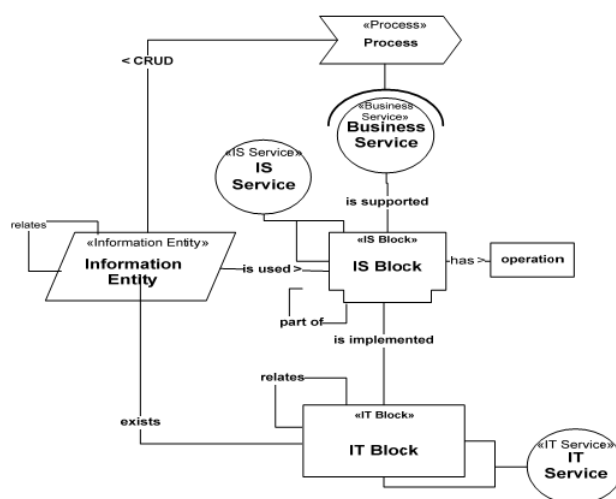 «Process»
Process
< CRUD
«Business
Service»
Business
Service
«IS Service»
IS
Service
is supported
relates
«Information Entity»
Information
Entity
is used >
«IS Block»
IS Block
has >
operation
part of
is implemented
relates
exists
«IT Block»
IT Block
«IT Service»
IT
Service